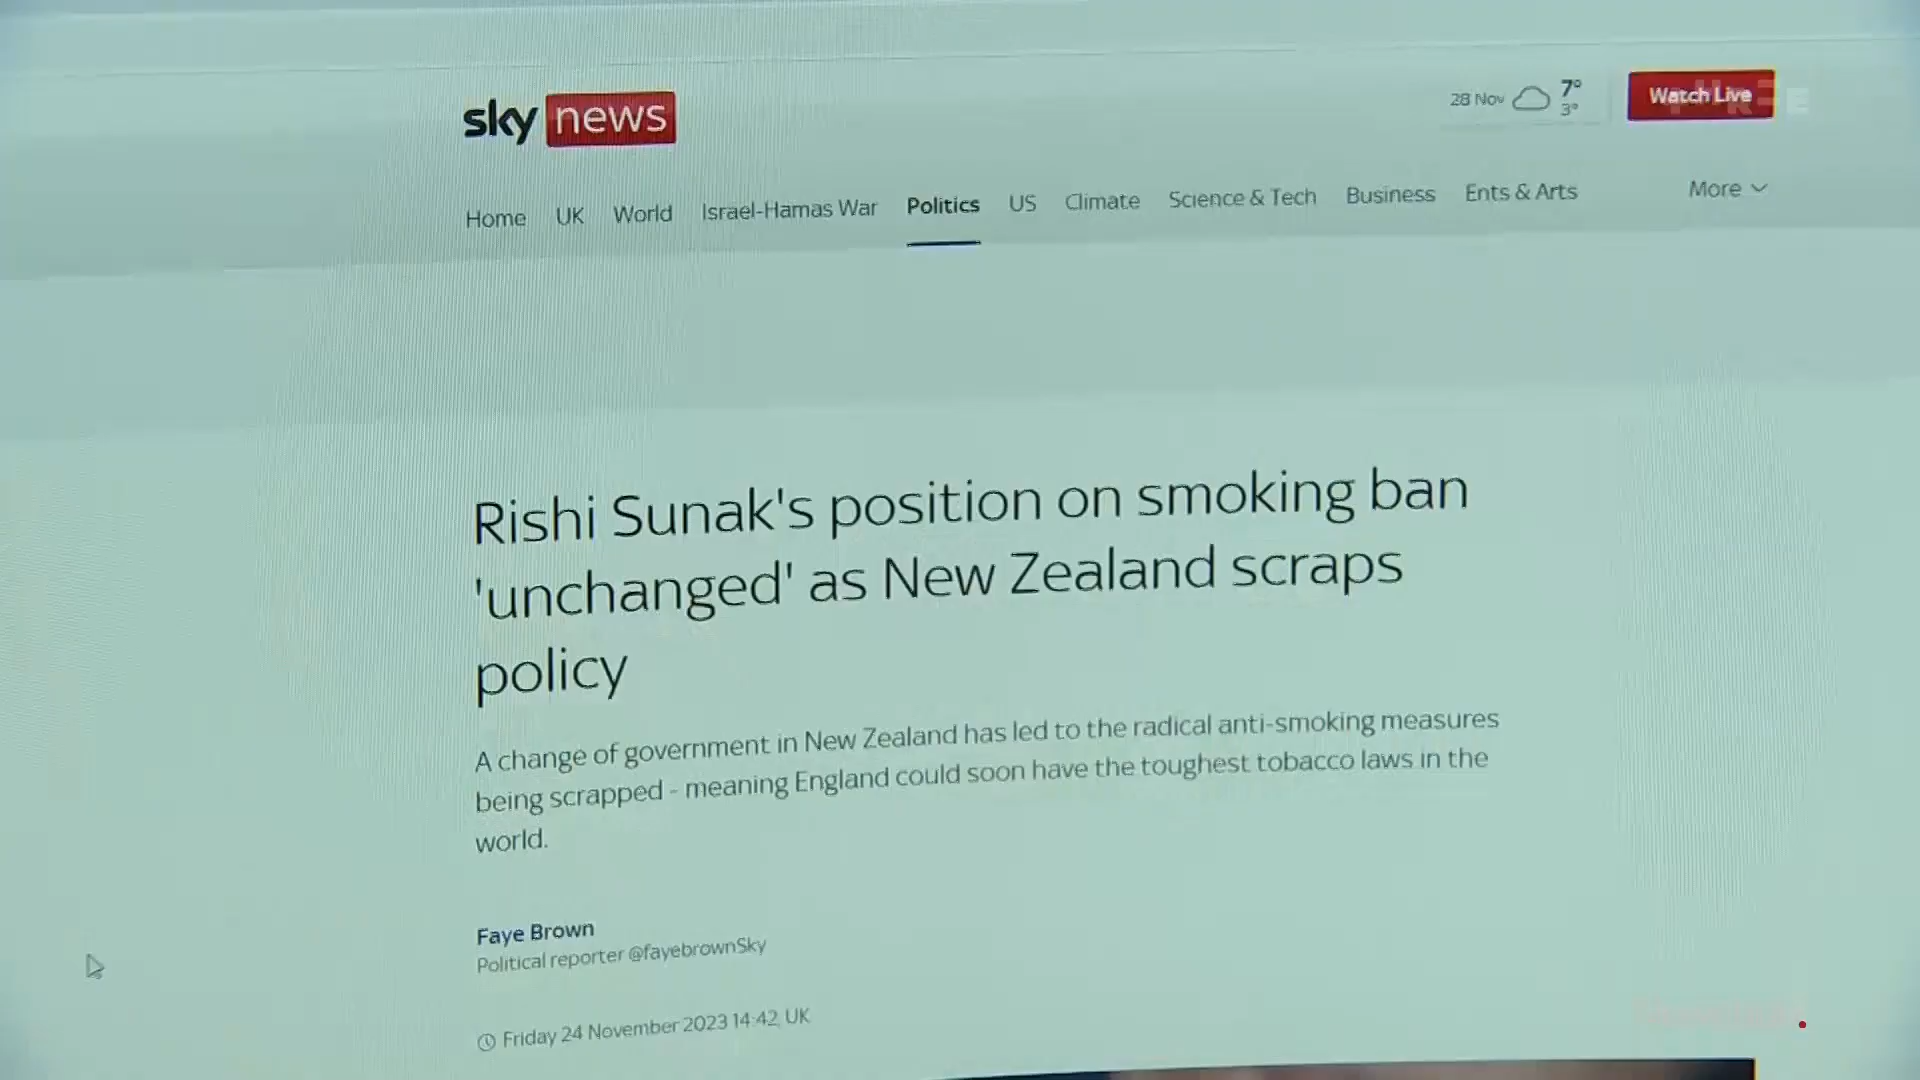 sky news
28 Nov 7°
3°
Watch Live
Home UK World Israel-Hamas War Politics US Climate Science & Tech Business Ents & Arts More
Rishi Sunak's position on smoking ban
'unchanged' as New Zealand scraps
policy
A change of government in New Zealand has led to the radical anti-smoking measures
being scrapped - meaning England could soon have the toughest tobacco laws in the
world.
Faye Brown
Political reporter @fayebrownSky
Friday 24 November 2023 14:42, UK